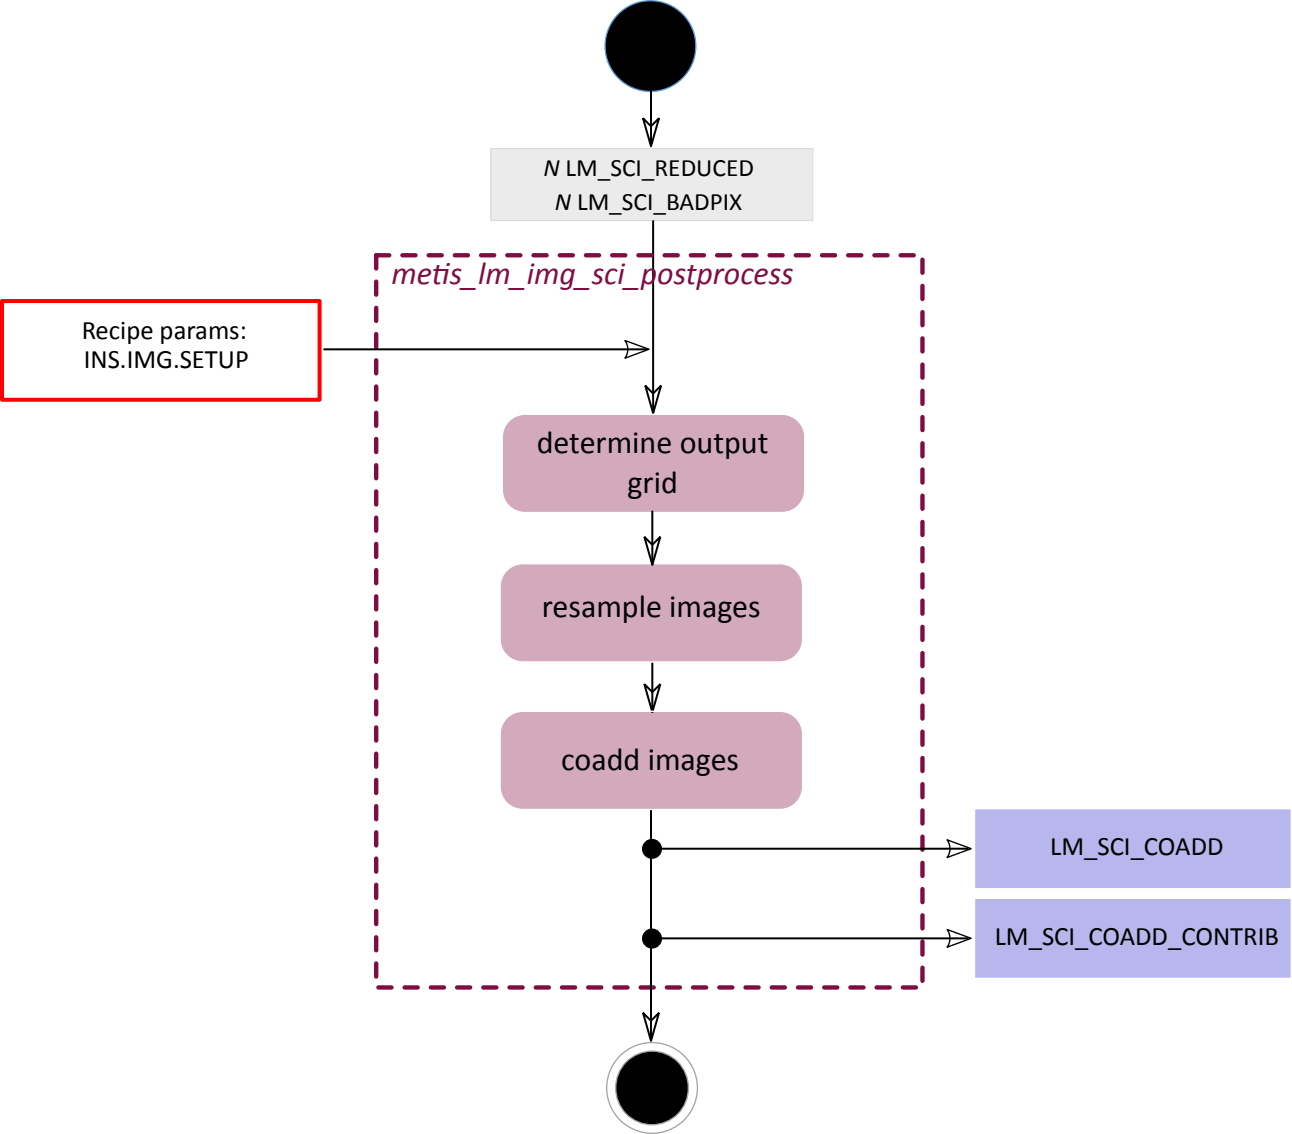 N LM_SCI_REDUCED
N LM_SCI_BADPIX
metis_lm_img_sci_postprocess
Recipe params:
INS.IMG.SETUP
determine output
grid
resample images
coadd images
LM_SCI_COADD
LM_SCI_COADD_CONTRIB